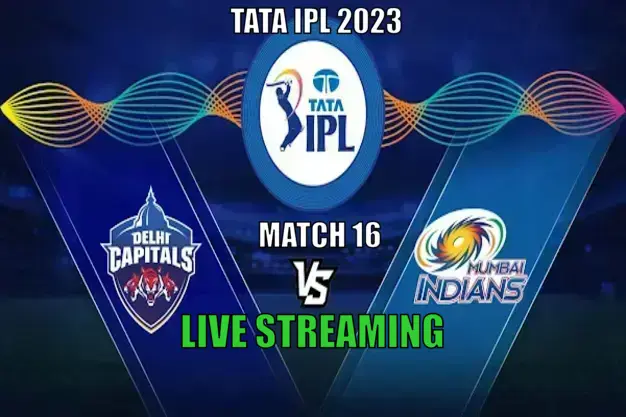 TATA IPL 2023
TATA
IPL
MATCH 16
DELHI
CAPITALS
VS
MUMBAI
INDIANS
LIVE STREAMING